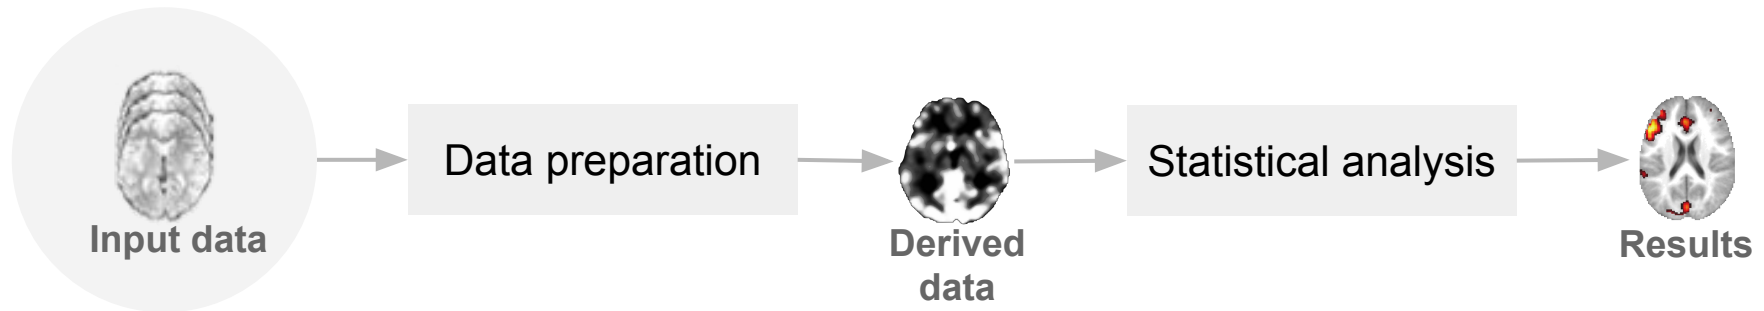 Input data
Data preparation
Derived
data
Statistical analysis
Results